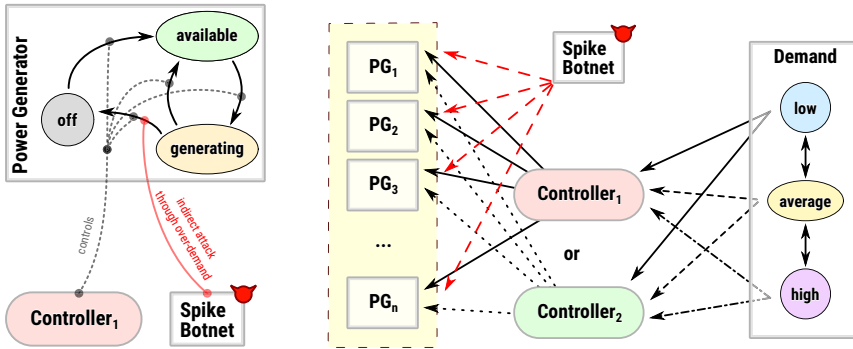 Power Generator
available
off
generating
controls
indirect attack
through over-demand
Controller1
Spike
Botnet
PG1
PG2
PG3
...
PGn
Spike
Botnet
Controller1
or
Controller2
Demand
low
average
high